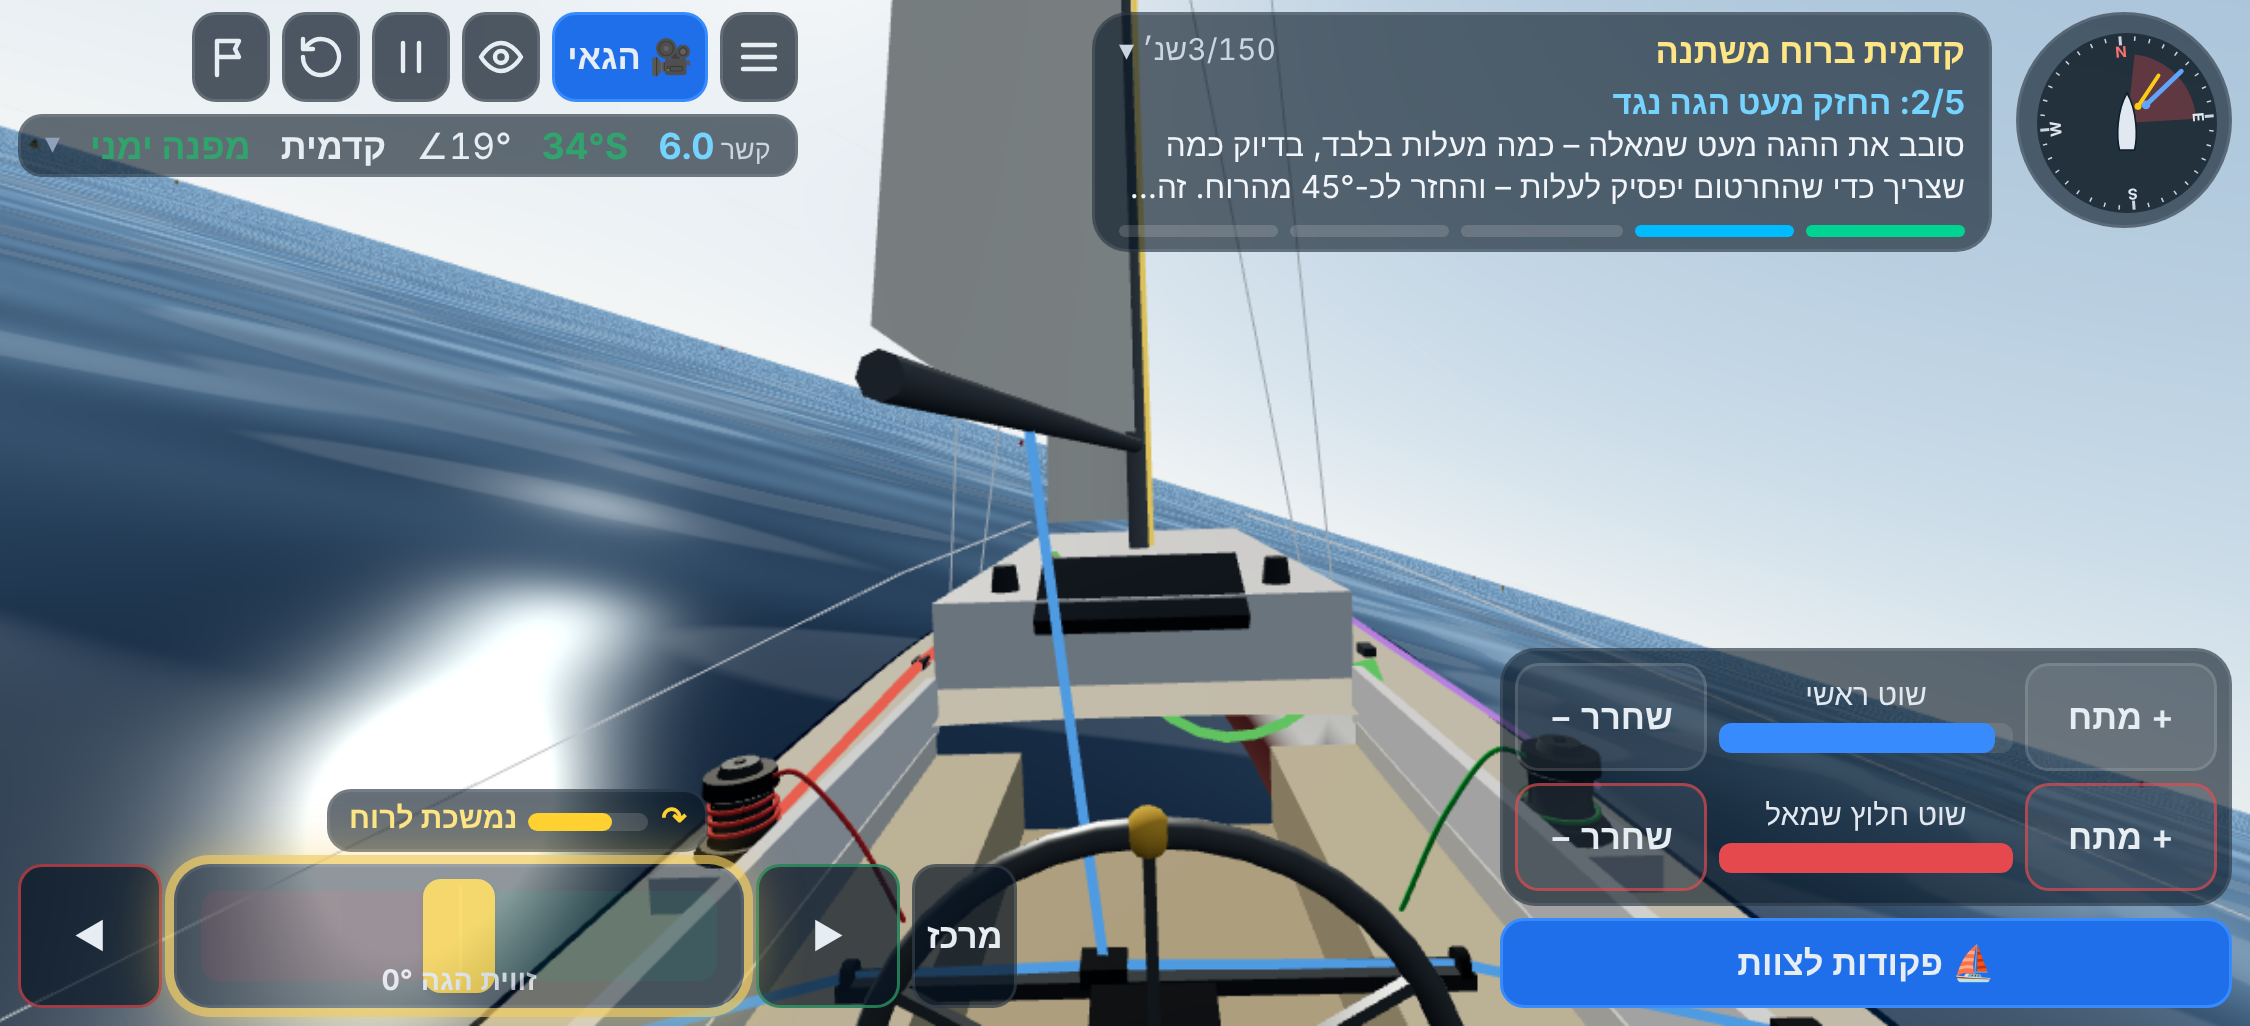 קדמית ברוח משתנה
3/150שנ׳ ▼
2/5: החזק מעט הגה נגד
סובב את ההגה מעט שמאלה – כמה מעלות בלבד, בדיוק כמה
שצריך כדי שהחרטום יפסיק לעלות – והחזר לכ-45° מהרוח. זה...
N
E
S
W
☰
🎥 הגאי
קשר 6.0
34°S
∠19°
קדמית
מפנה ימני
▼
+ מתח
שוט ראשי
שחרר –
+ מתח
שוט חלוץ שמאל
שחרר –
⛵ פקודות לצוות
↷ נמשכת לרוח
◀
זווית הגה 0°
▶
מרכז